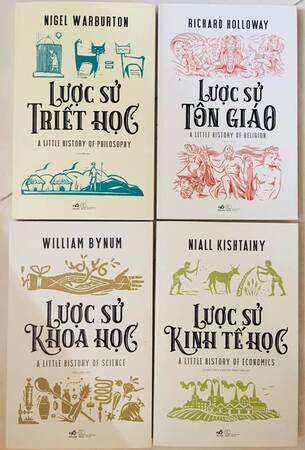 NIGEL WARBURTON
LƯỢC SỬ
TRIẾT HỌC
A LITTLE HISTORY OF PHILOSOPHY
RICHARD HOLLOWAY
LƯỢC SỬ
TÔN GIÁO
A LITTLE HISTORY OF RELIGION
WILLIAM BYNUM
LƯỢC SỬ
KHOA HỌC
A LITTLE HISTORY OF SCIENCE
NIALL KISHTAINY
LƯỢC SỬ
KINH TẾ HỌC
A LITTLE HISTORY OF ECONOMICS